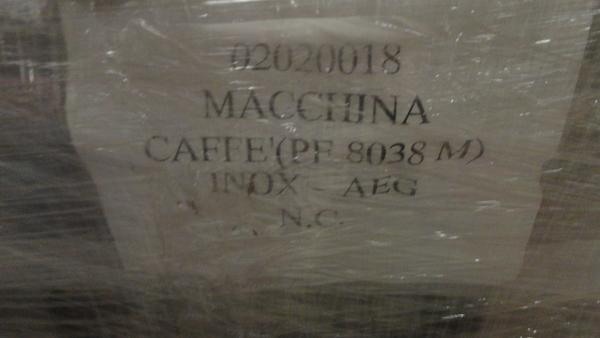 02020018
MACCHINA
CAFFE'(PF 8038 M)
INOX - AEG
N.C.